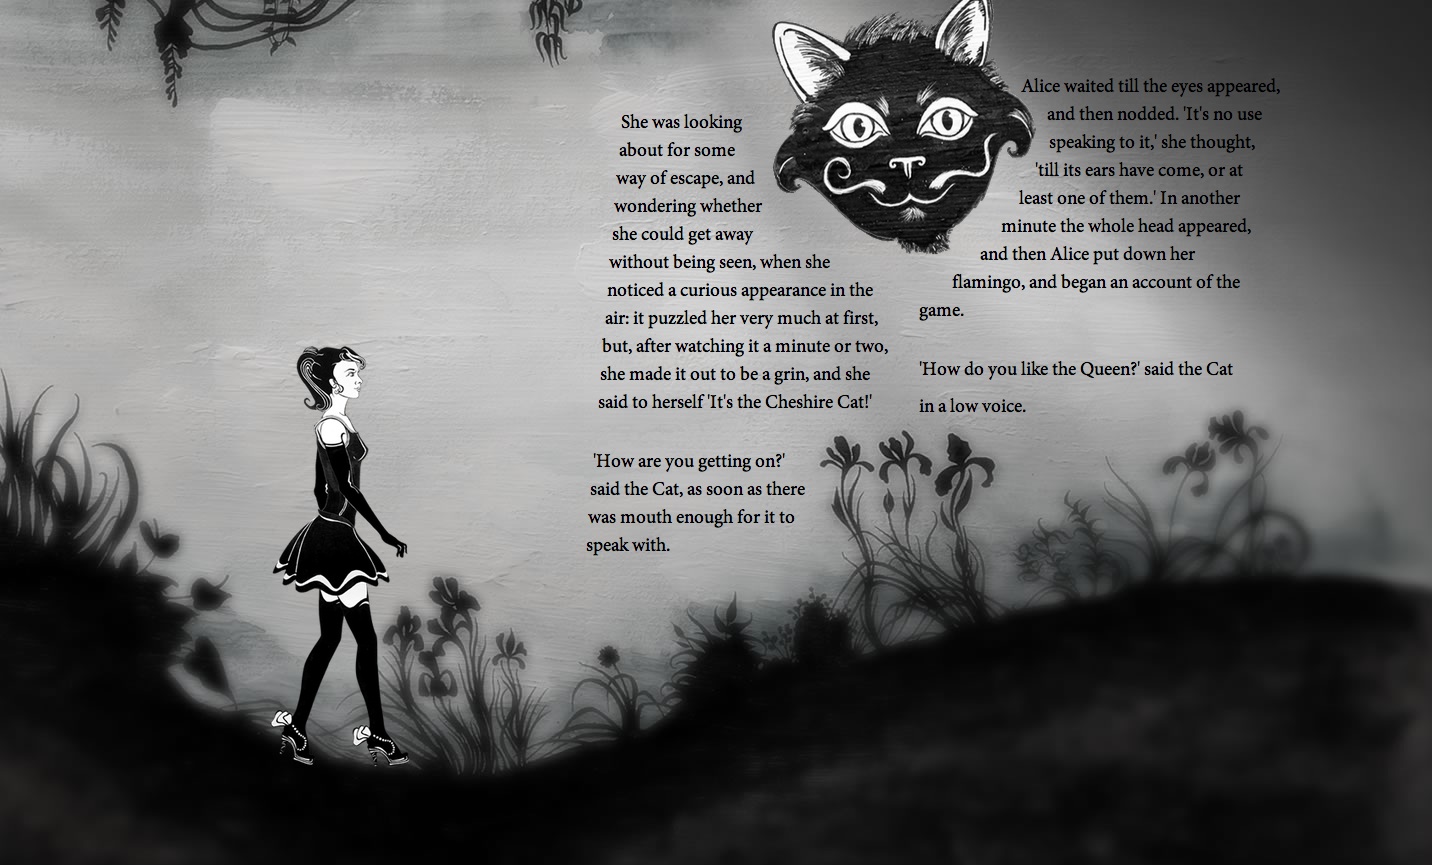 She was looking
about for some
way of escape, and
wondering whether
she could get away
without being seen, when she
noticed a curious appearance in the
air: it puzzled her very much at first,
but, after watching it a minute or two,
she made it out to be a grin, and she
said to herself 'It's the Cheshire Cat!'
'How are you getting on?'
said the Cat, as soon as there
was mouth enough for it to
speak with.
Alice waited till the eyes appeared,
and then nodded. 'It's no use
speaking to it,' she thought,
'till its ears have come, or at
least one of them.' In another
minute the whole head appeared,
and then Alice put down her
flamingo, and began an account of the
game.
'How do you like the Queen?' said the Cat
in a low voice.